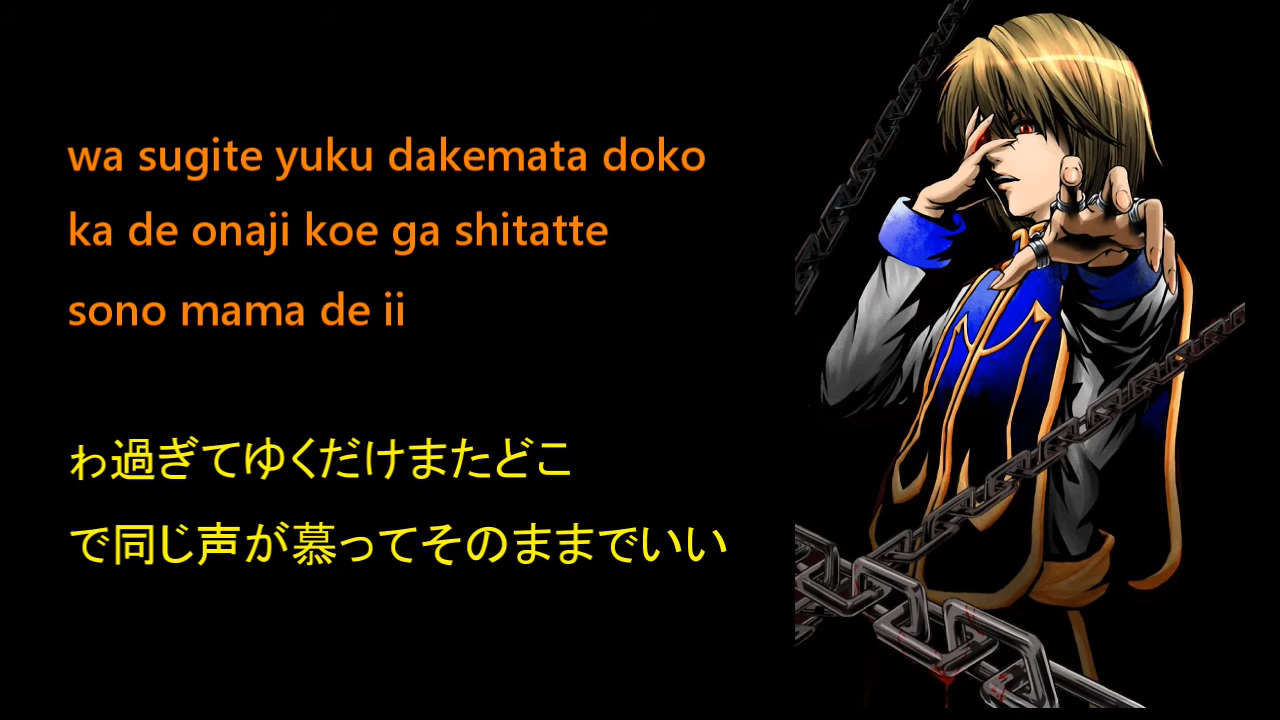 wa sugite yuku dakemata doko
ka de onaji koe ga shitatte
sono mama de ii
ゎ過ぎてゆくだけまたどこ
で同じ声が慕ってそのままでいい